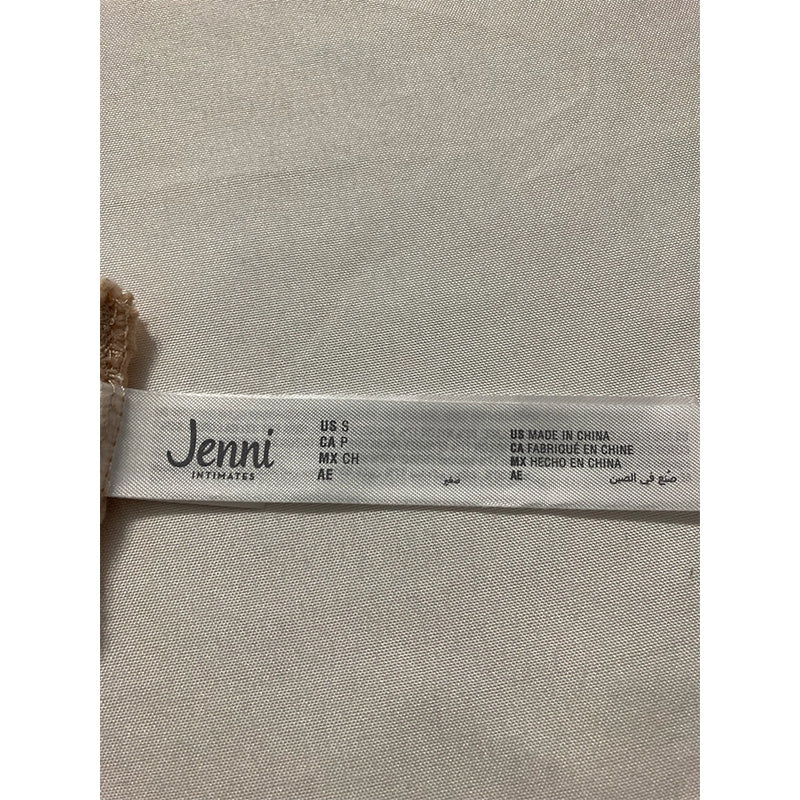 Jenni
INTIMATES
US S
CA P
MX CH
AE صغير
US MADE IN CHINA
CA FABRIQUÉ EN CHINE
MX HECHO EN CHINA
AE صُنع في الصين